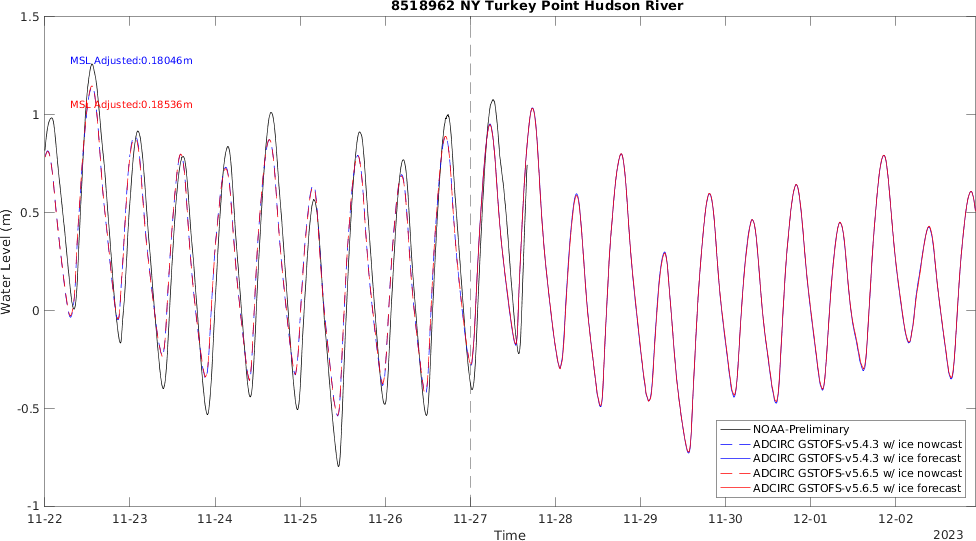 8518962 NY Turkey Point Hudson River
1.5
MSL Adjusted:0.18046m
MSL Adjusted:0.18536m
1
0.5
Water Level (m)
0
-0.5
NOAA-Preliminary
ADCIRC GSTOFS-v5.4.3 w/ ice nowcast
ADCIRC GSTOFS-v5.4.3 w/ ice forecast
ADCIRC GSTOFS-v5.6.5 w/ ice nowcast
ADCIRC GSTOFS-v5.6.5 w/ ice forecast
-1
11-22 11-23 11-24 11-25 11-26 11-27 11-28 11-29 11-30 12-01 12-02
Time
2023